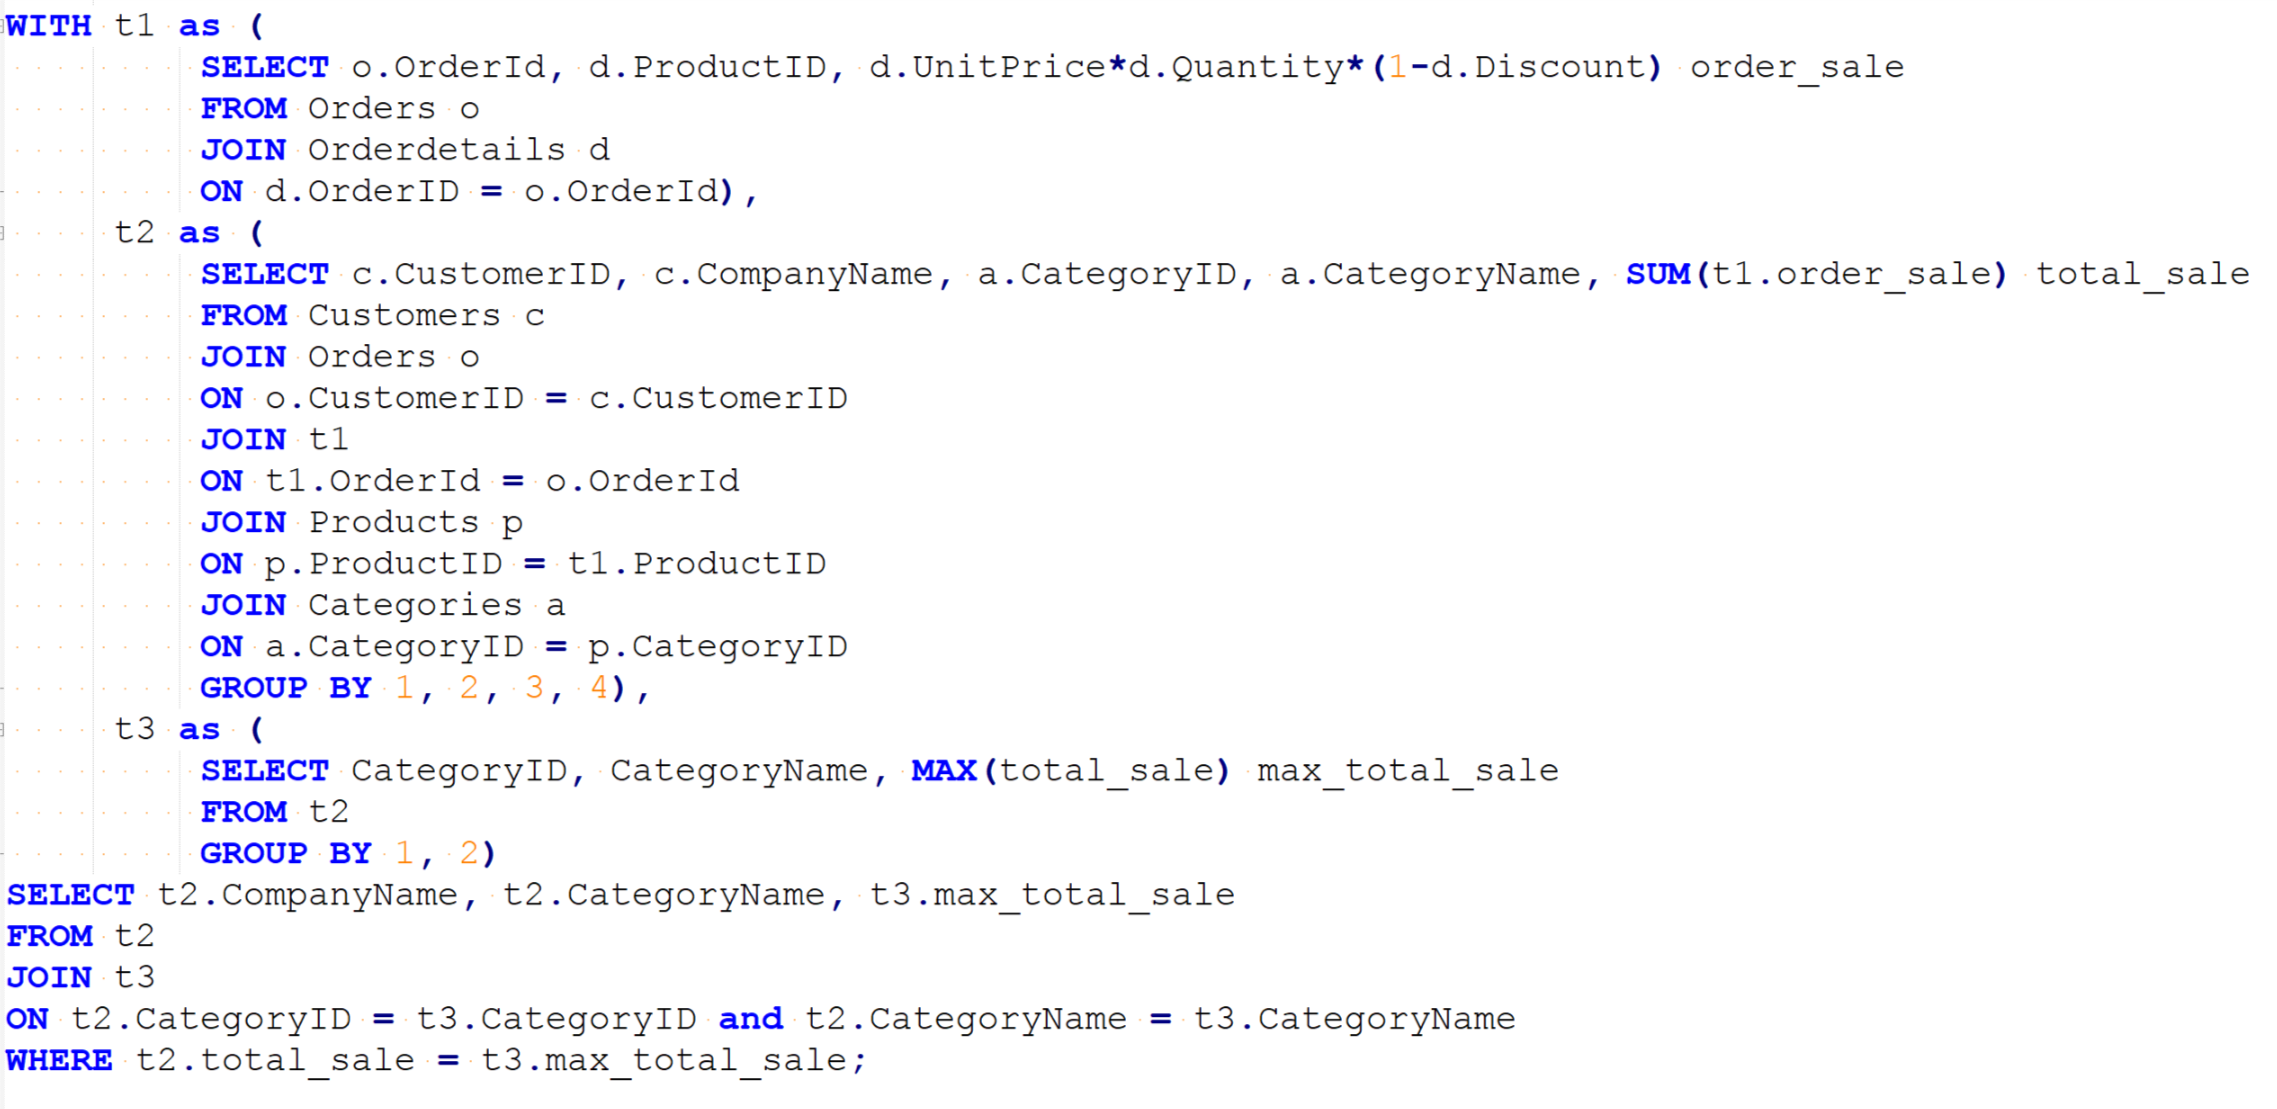 WITH t1 as (
SELECT o.OrderId, d.ProductID, d.UnitPrice*d.Quantity*(1-d.Discount) order_sale
FROM Orders o
JOIN Orderdetails d
ON d.OrderID = o.OrderId),
t2 as (
SELECT c.CustomerID, c.CompanyName, a.CategoryID, a.CategoryName, SUM(t1.order_sale) total_sale
FROM Customers c
JOIN Orders o
ON o.CustomerID = c.CustomerID
JOIN t1
ON t1.OrderId = o.OrderId
JOIN Products p
ON p.ProductID = t1.ProductID
JOIN Categories a
ON a.CategoryID = p.CategoryID
GROUP BY 1, 2, 3, 4),
t3 as (
SELECT CategoryID, CategoryName, MAX(total_sale) max_total_sale
FROM t2
GROUP BY 1, 2)
SELECT t2.CompanyName, t2.CategoryName, t3.max_total_sale
FROM t2
JOIN t3
ON t2.CategoryID = t3.CategoryID and t2.CategoryName = t3.CategoryName
WHERE t2.total_sale = t3.max_total_sale;